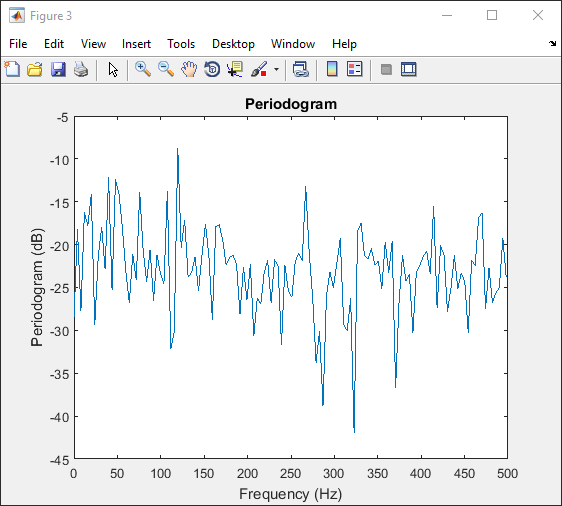 Figure 3
File Edit View Insert Tools Desktop Window Help
Periodogram
Periodogram (dB)
-5
-10
-15
-20
-25
-30
-35
-40
-45
0 50 100 150 200 250 300 350 400 450 500
Frequency (Hz)